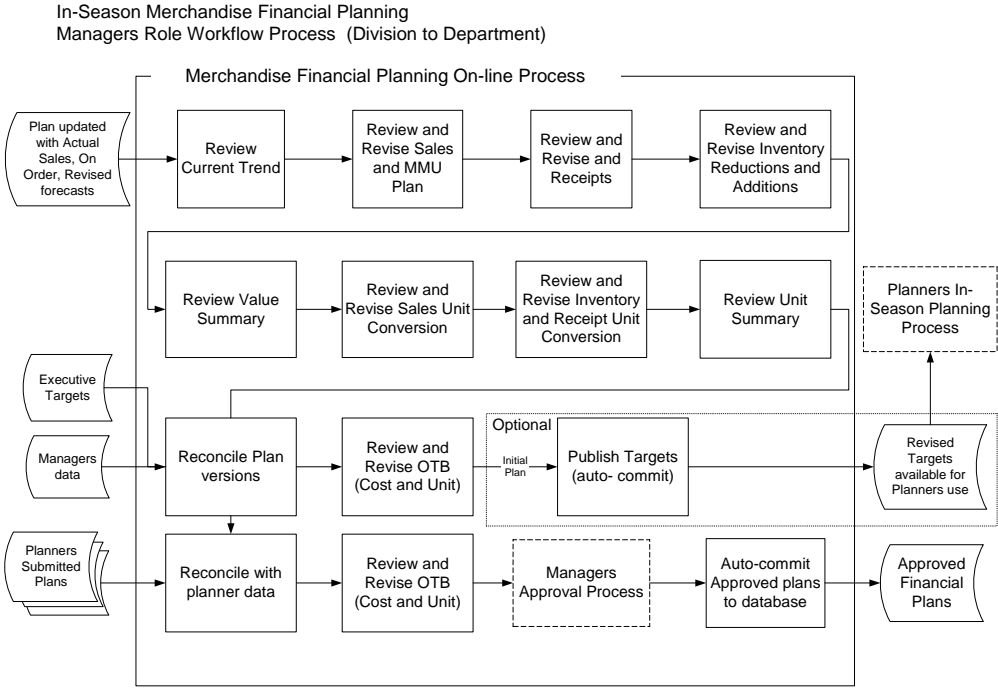 In-Season Merchandise Financial Planning
Managers Role Workflow Process  (Division to Department)
Merchandise Financial Planning On-line Process
Plan updated
with Actual
Sales, On
Order, Revised
forecasts
Review
Current Trend
Review and
Revise Sales
and MMU
Plan
Review and
Revise and
Receipts
Review and
Revise Inventory
Reductions and
Additions
Review Value
Summary
Review and
Revise Sales Unit
Conversion
Review and
Revise Inventory
and Receipt Unit
Conversion
Review Unit
Summary
Planners In-
Season Planning
Process
Executive
Targets
Managers
data
Reconcile Plan
versions
Review and
Revise OTB
(Cost and Unit)
Optional
Initial
Plan
Publish Targets
(auto- commit)
Revised
Targets
available for
Planners use
Planners
Submitted
Plans
Reconcile with
planner data
Review and
Revise OTB
(Cost and Unit)
Managers
Approval Process
Auto-commit
Approved plans
to database
Approved
Financial
Plans